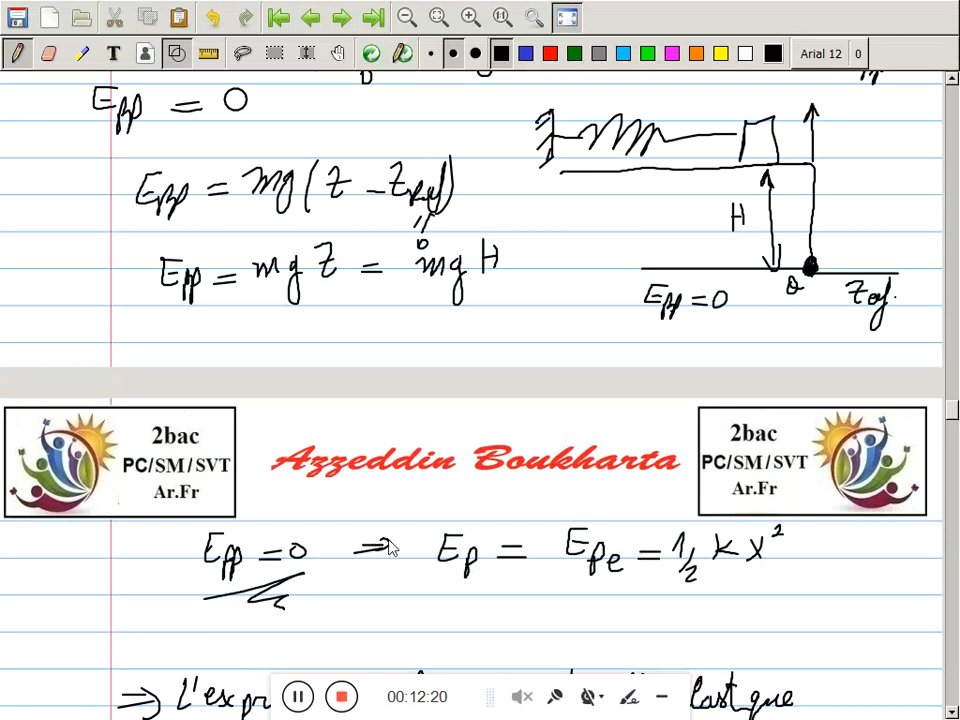 Arial 12 0
Epp = 0
Epp = mg(Z - Zref)
0
H
Epp = mgZ = mgH
Epp = 0
Zref.
2bac
PC/SM/SVT
Ar.Fr
Azzeddin Boukharta
2bac
PC/SM/SVT
Ar.Fr
Epp = 0 ⇒ Ep = Epe = 1/2 K X²
⇒ L'expr
00:12:20